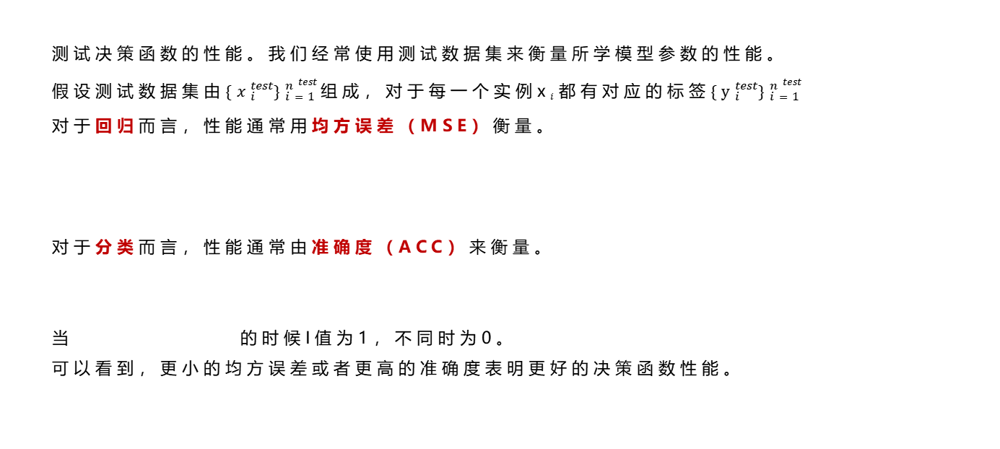 测试决策函数的性能。我们经常使用测试数据集来衡量所学模型参数的性能。
假设测试数据集由{ x_i^{test} }_{i=1}^{n^{test}} 组成，对于每一个实例x_i都有对应的标签{ y_i^{test} }_{i=1}^{n^{test}}
对于回归而言，性能通常用均方误差（MSE）衡量。
对于分类而言，性能通常由准确度（ACC）来衡量。
当 的时候I值为1，不同时为0。
可以看到，更小的均方误差或者更高的准确度表明更好的决策函数性能。